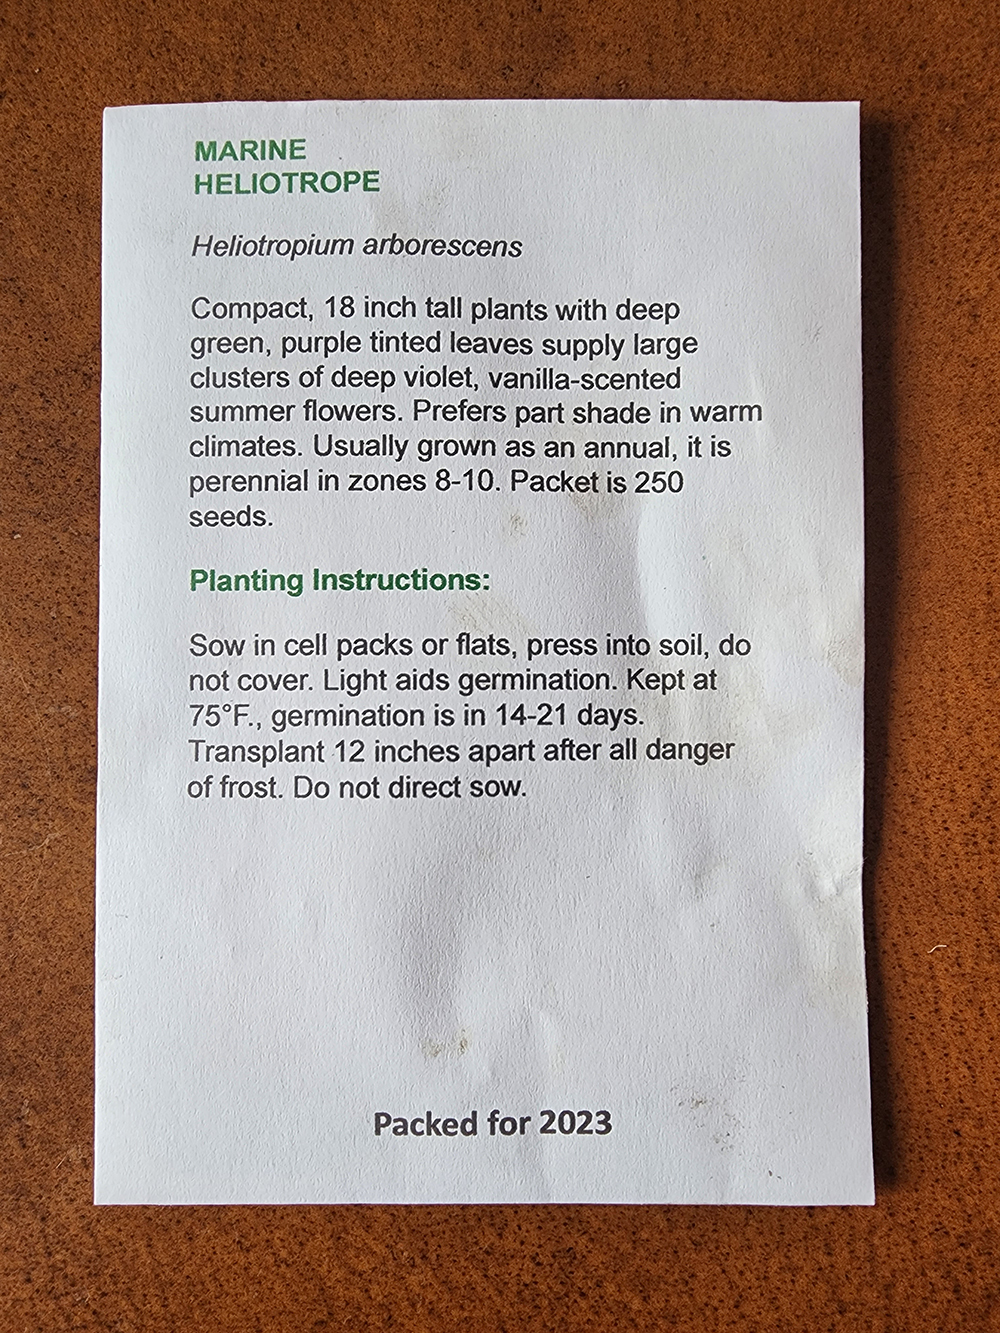 MARINE
HELIOTROPE
Heliotropium arborescens
Compact, 18 inch tall plants with deep
green, purple tinted leaves supply large
clusters of deep violet, vanilla-scented
summer flowers. Prefers part shade in warm
climates. Usually grown as an annual, it is
perennial in zones 8-10. Packet is 250
seeds.
Planting Instructions:
Sow in cell packs or flats, press into soil, do
not cover. Light aids germination. Kept at
75°F., germination is in 14-21 days.
Transplant 12 inches apart after all danger
of frost. Do not direct sow.
Packed for 2023